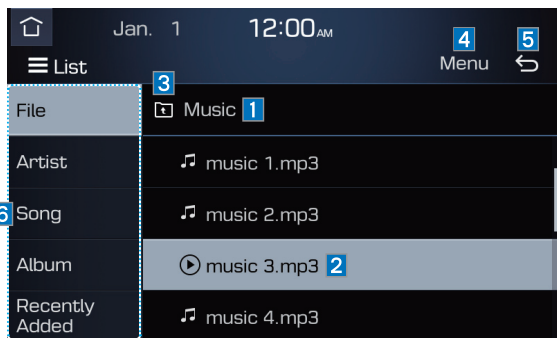 Jan. 1 12:00AM
4 5
List Menu
3
File Music 1
Artist music 1.mp3
6 Song music 2.mp3
Album music 3.mp3 2
Recently
Added music 4.mp3